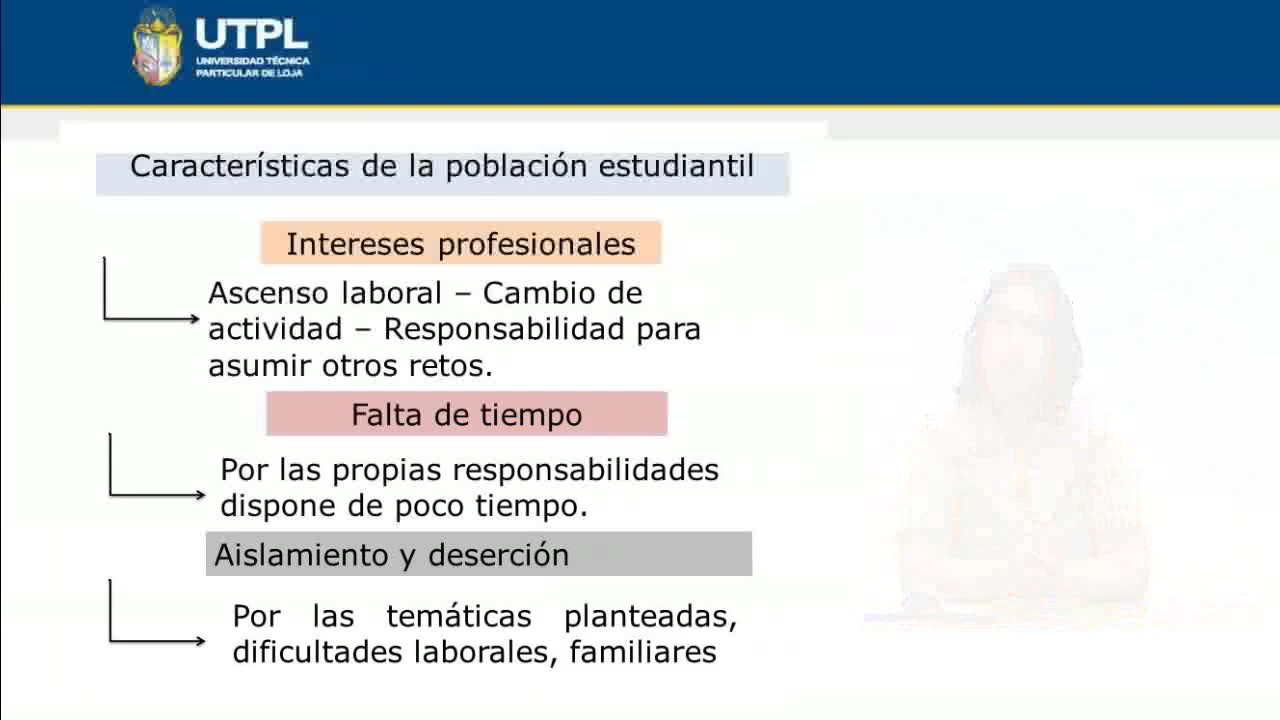 UTPL
UNIVERSIDAD TÉCNICA
PARTICULAR DE LOJA
Características de la población estudiantil
Intereses profesionales
Ascenso laboral – Cambio de
actividad – Responsabilidad para
asumir otros retos.
Falta de tiempo
Por las propias responsabilidades
dispone de poco tiempo.
Aislamiento y deserción
Por las temáticas planteadas,
dificultades laborales, familiares